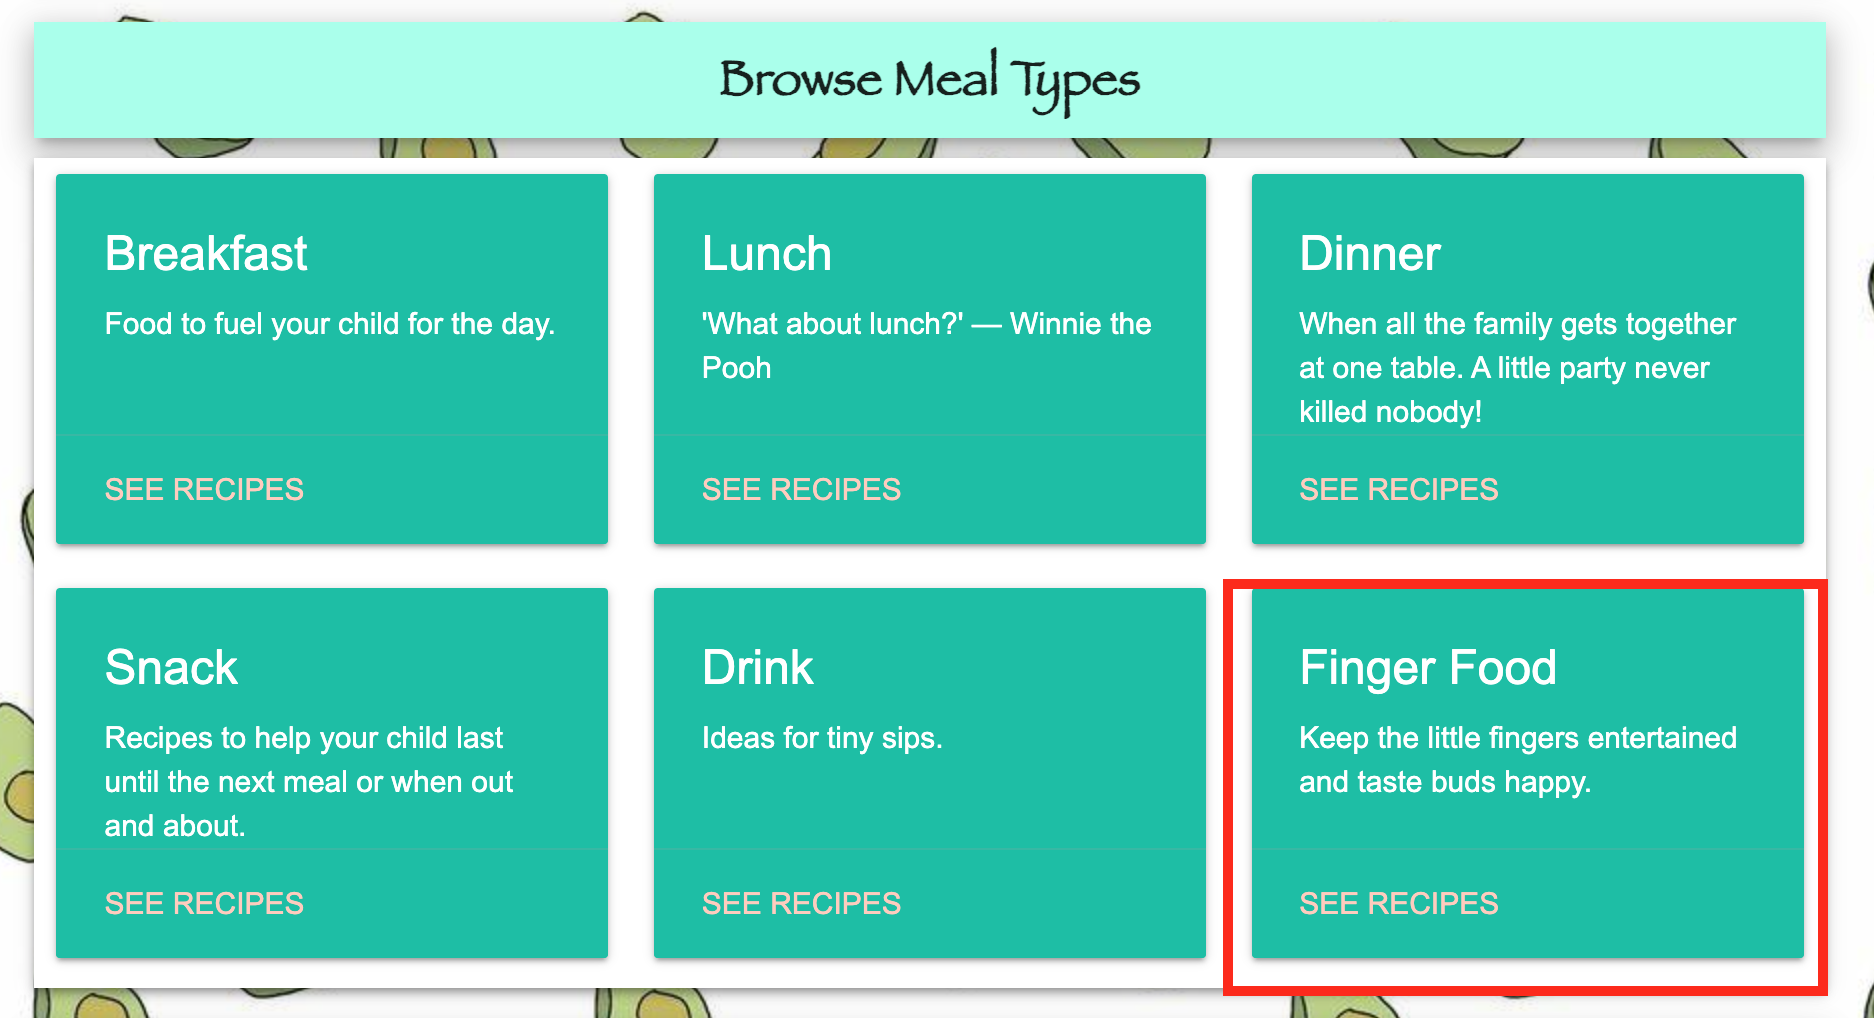 Browse Meal Types
Breakfast
Food to fuel your child for the day.
SEE RECIPES
Lunch
'What about lunch?' — Winnie the
Pooh
SEE RECIPES
Dinner
When all the family gets together
at one table. A little party never
killed nobody!
SEE RECIPES
Snack
Recipes to help your child last
until the next meal or when out
and about.
SEE RECIPES
Drink
Ideas for tiny sips.
SEE RECIPES
Finger Food
Keep the little fingers entertained
and taste buds happy.
SEE RECIPES